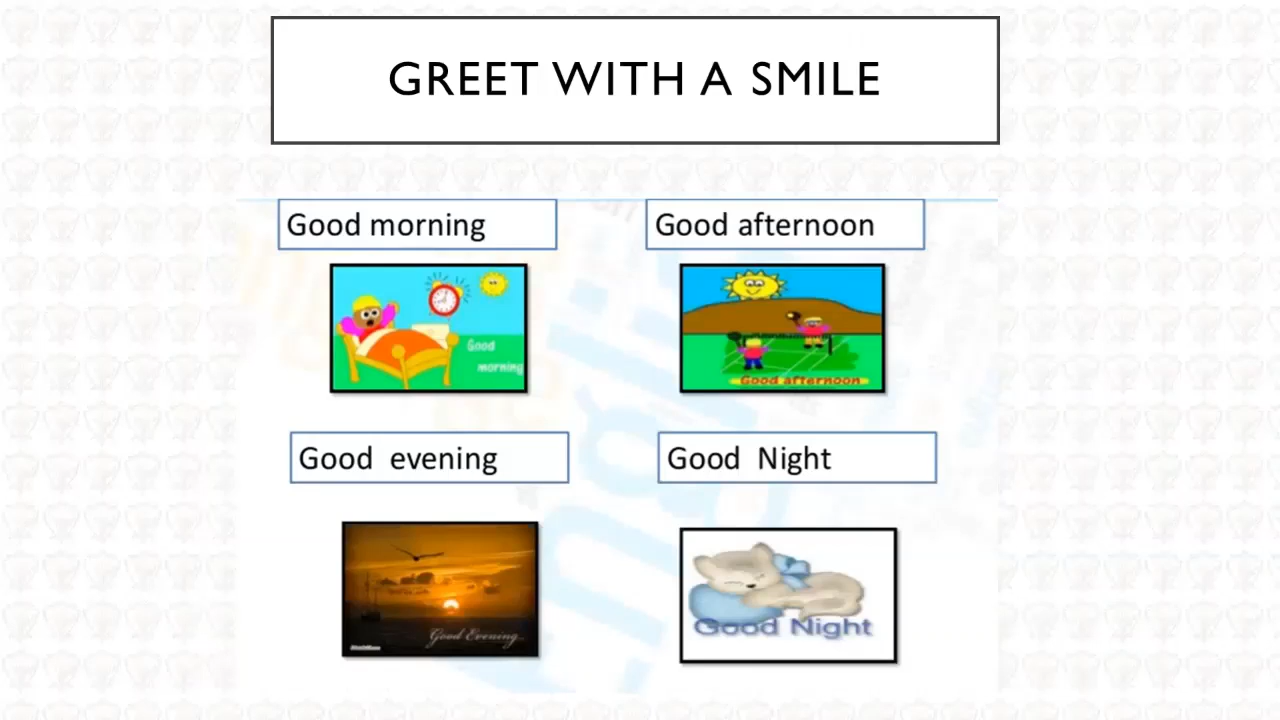 GREET WITH A SMILE
Good morning
Good afternoon
Good
morning
Good afternoon
Good  evening
Good  Night
Good Evening..
Good Night